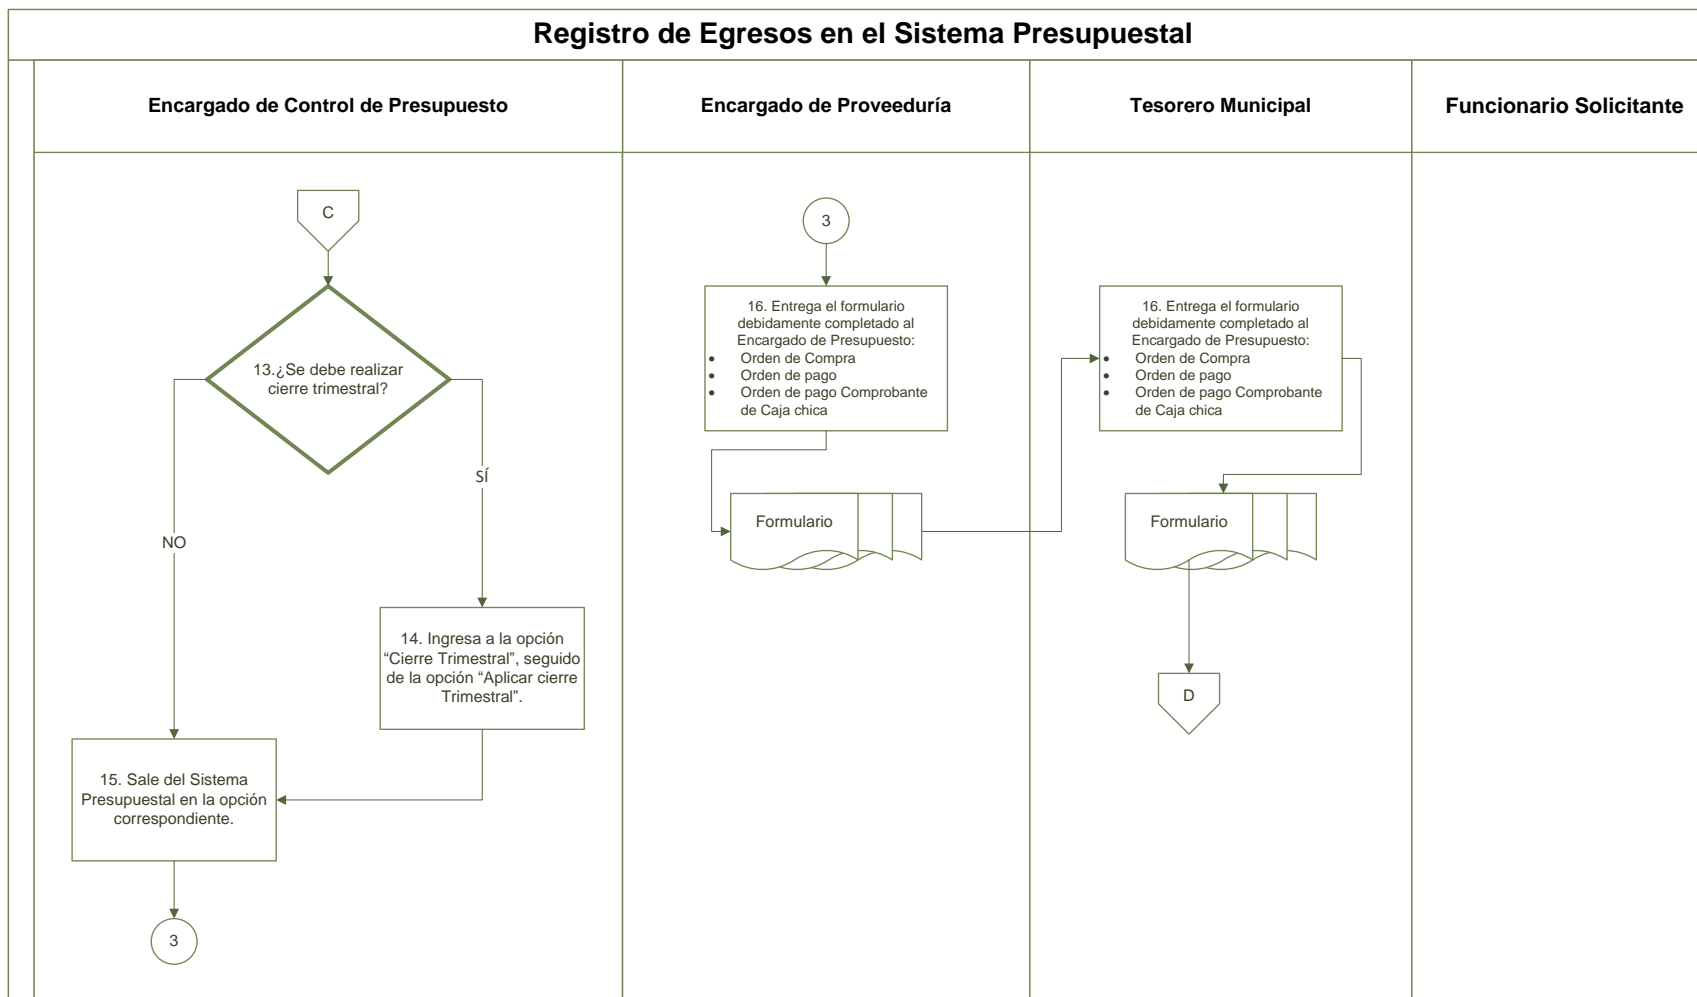 Registro de Egresos en el Sistema Presupuestal
Encargado de Control de Presupuesto
Encargado de Proveeduría
Tesorero Municipal
Funcionario Solicitante
C
13.¿Se debe realizar
cierre trimestral?
SÍ
NO
14. Ingresa a la opción
“Cierre Trimestral”, seguido
de la opción “Aplicar cierre
Trimestral”.
15. Sale del Sistema
Presupuestal en la opción
correspondiente.
3
3
16. Entrega el formulario
debidamente completado al
Encargado de Presupuesto:
• Orden de Compra
• Orden de pago
• Orden de pago Comprobante
de Caja chica
Formulario
16. Entrega el formulario
debidamente completado al
Encargado de Presupuesto:
• Orden de Compra
• Orden de pago
• Orden de pago Comprobante
de Caja chica
Formulario
D